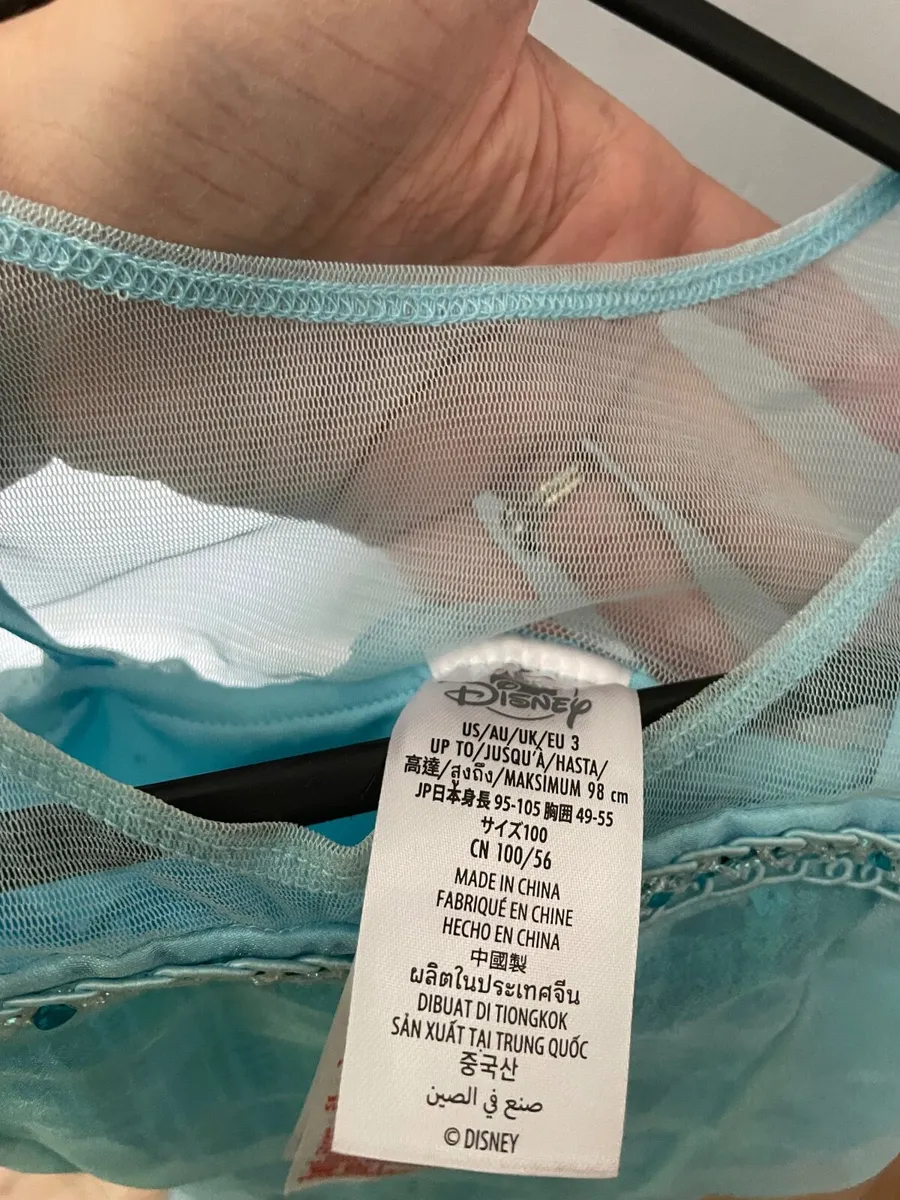 DISNEY
US/AU/UK/EU 3
UP TO/JUSQU'À/HASTA/
高達/สูงถึง/MAKSIMUM 98 cm
JP日本身長 95-105 胸囲 49-55
サイズ100
CN 100/56
MADE IN CHINA
FABRIQUÉ EN CHINE
HECHO EN CHINA
中國製
ผลิตในประเทศจีน
DIBUAT DI TIONGKOK
SẢN XUẤT TẠI TRUNG QUỐC
중국산
صنع في الصين
© DISNEY